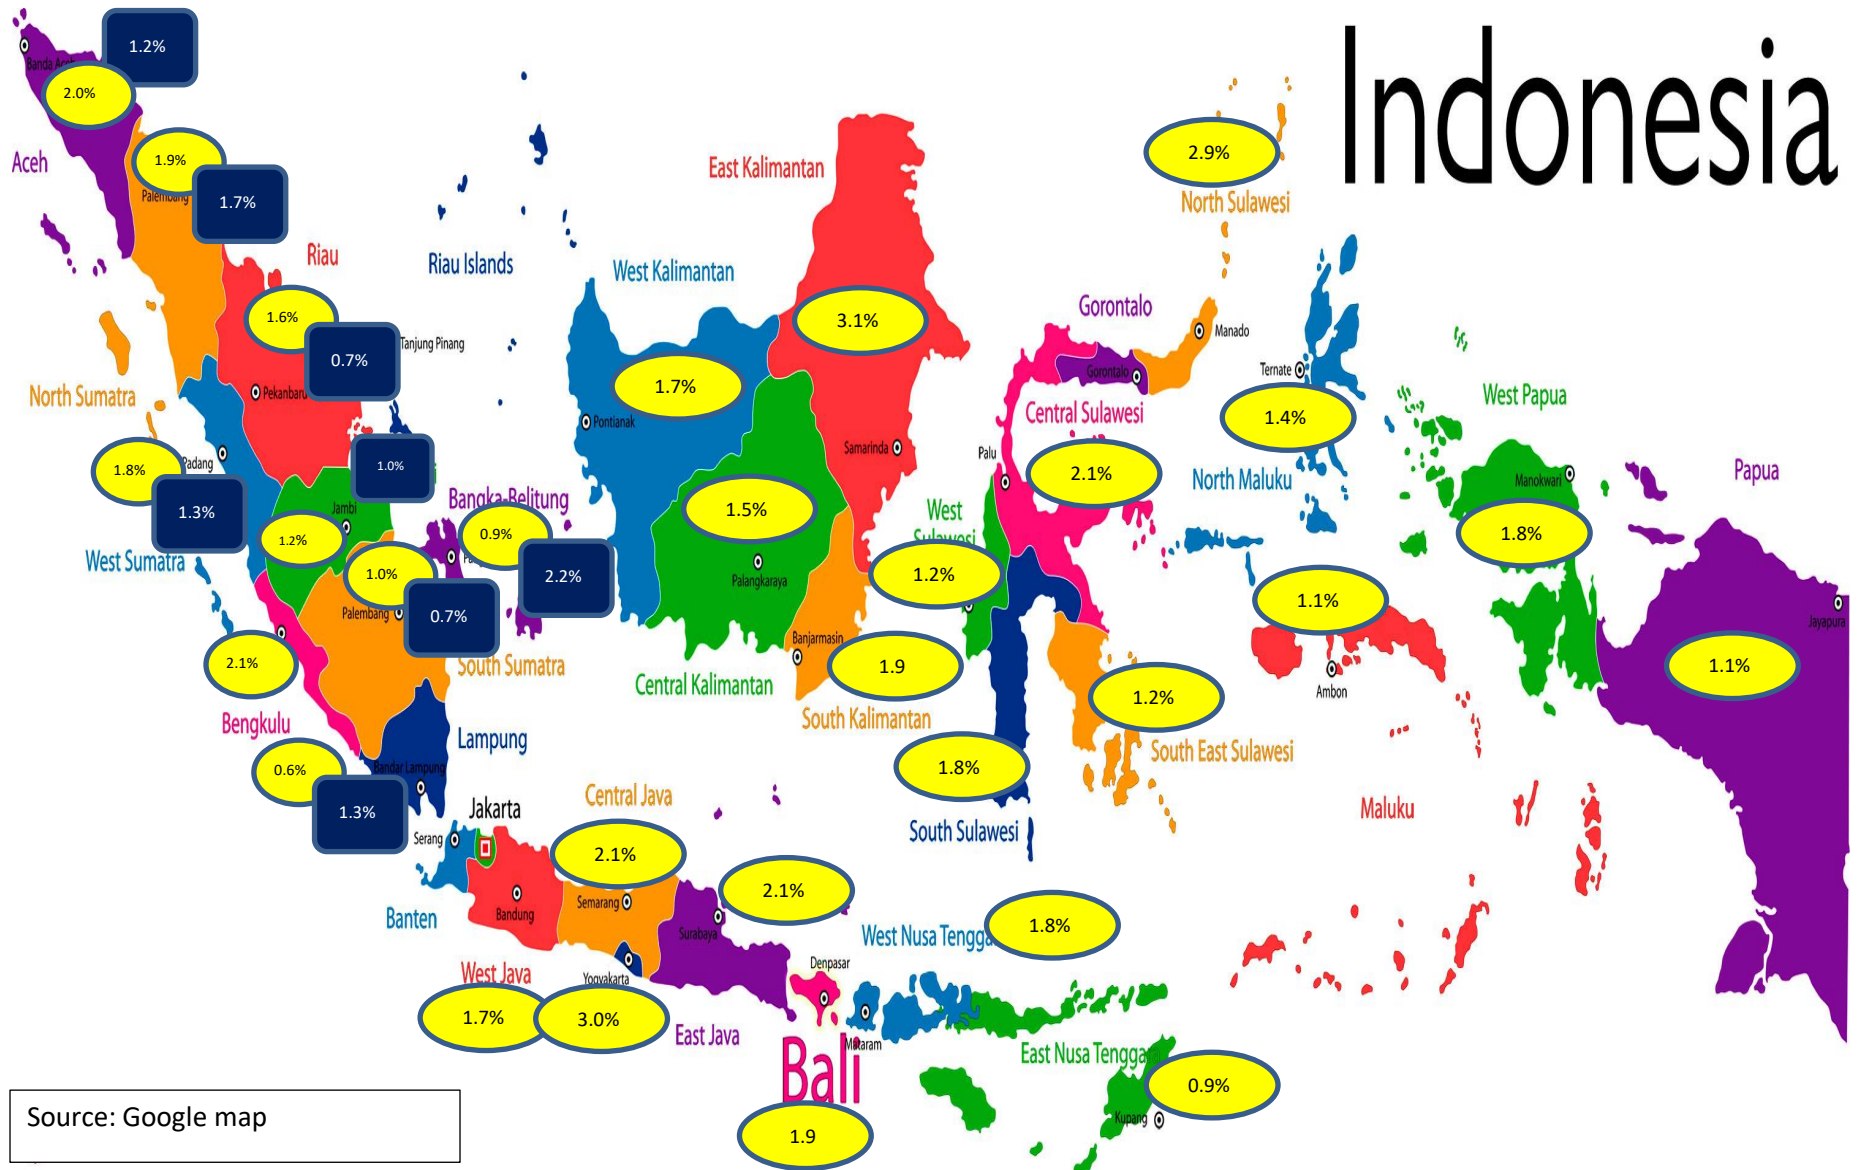 Indonesia
1.2%
Banda Aceh
2.0%
Aceh
1.9%
Palembang
1.7%
East Kalimantan
2.9%
North Sulawesi
Riau
Riau Islands
West Kalimantan
1.6%
0.7%
Tanjung Pinang
3.1%
Gorontalo
Manado
Gorontalo
Ternate
North Sumatra
Pekanbaru
1.7%
Pontianak
Central Sulawesi
1.4%
West Papua
1.8%
Padang
1.0%
Samarinda
Palu
2.1%
North Maluku
Manokwari
Papua
1.3%
Jambi
Bangka-Belitung
1.5%
West
Sulawesi
1.8%
West Sumatra
1.2%
0.9%
1.0%
2.2%
Palangkaraya
1.2%
1.1%
Palembang
0.7%
Jayapura
2.1%
South Sumatra
Banjarmasin
1.9
1.1%
Central Kalimantan
Ambon
1.2%
Bengkulu
South Kalimantan
Lampung
South East Sulawesi
0.6%
Bandar Lampung
1.8%
1.3%
Jakarta
Central Java
Maluku
Serang
South Sulawesi
2.1%
2.1%
Banten
Bandung
Semarang
Surabaya
West Nusa Tengga
1.8%
West Java
Yogyakarta
Denpasar
1.7%
3.0%
East Java
Mataram
Bali
East Nusa Tenggara
0.9%
Kupang
1.9
Source: Google map